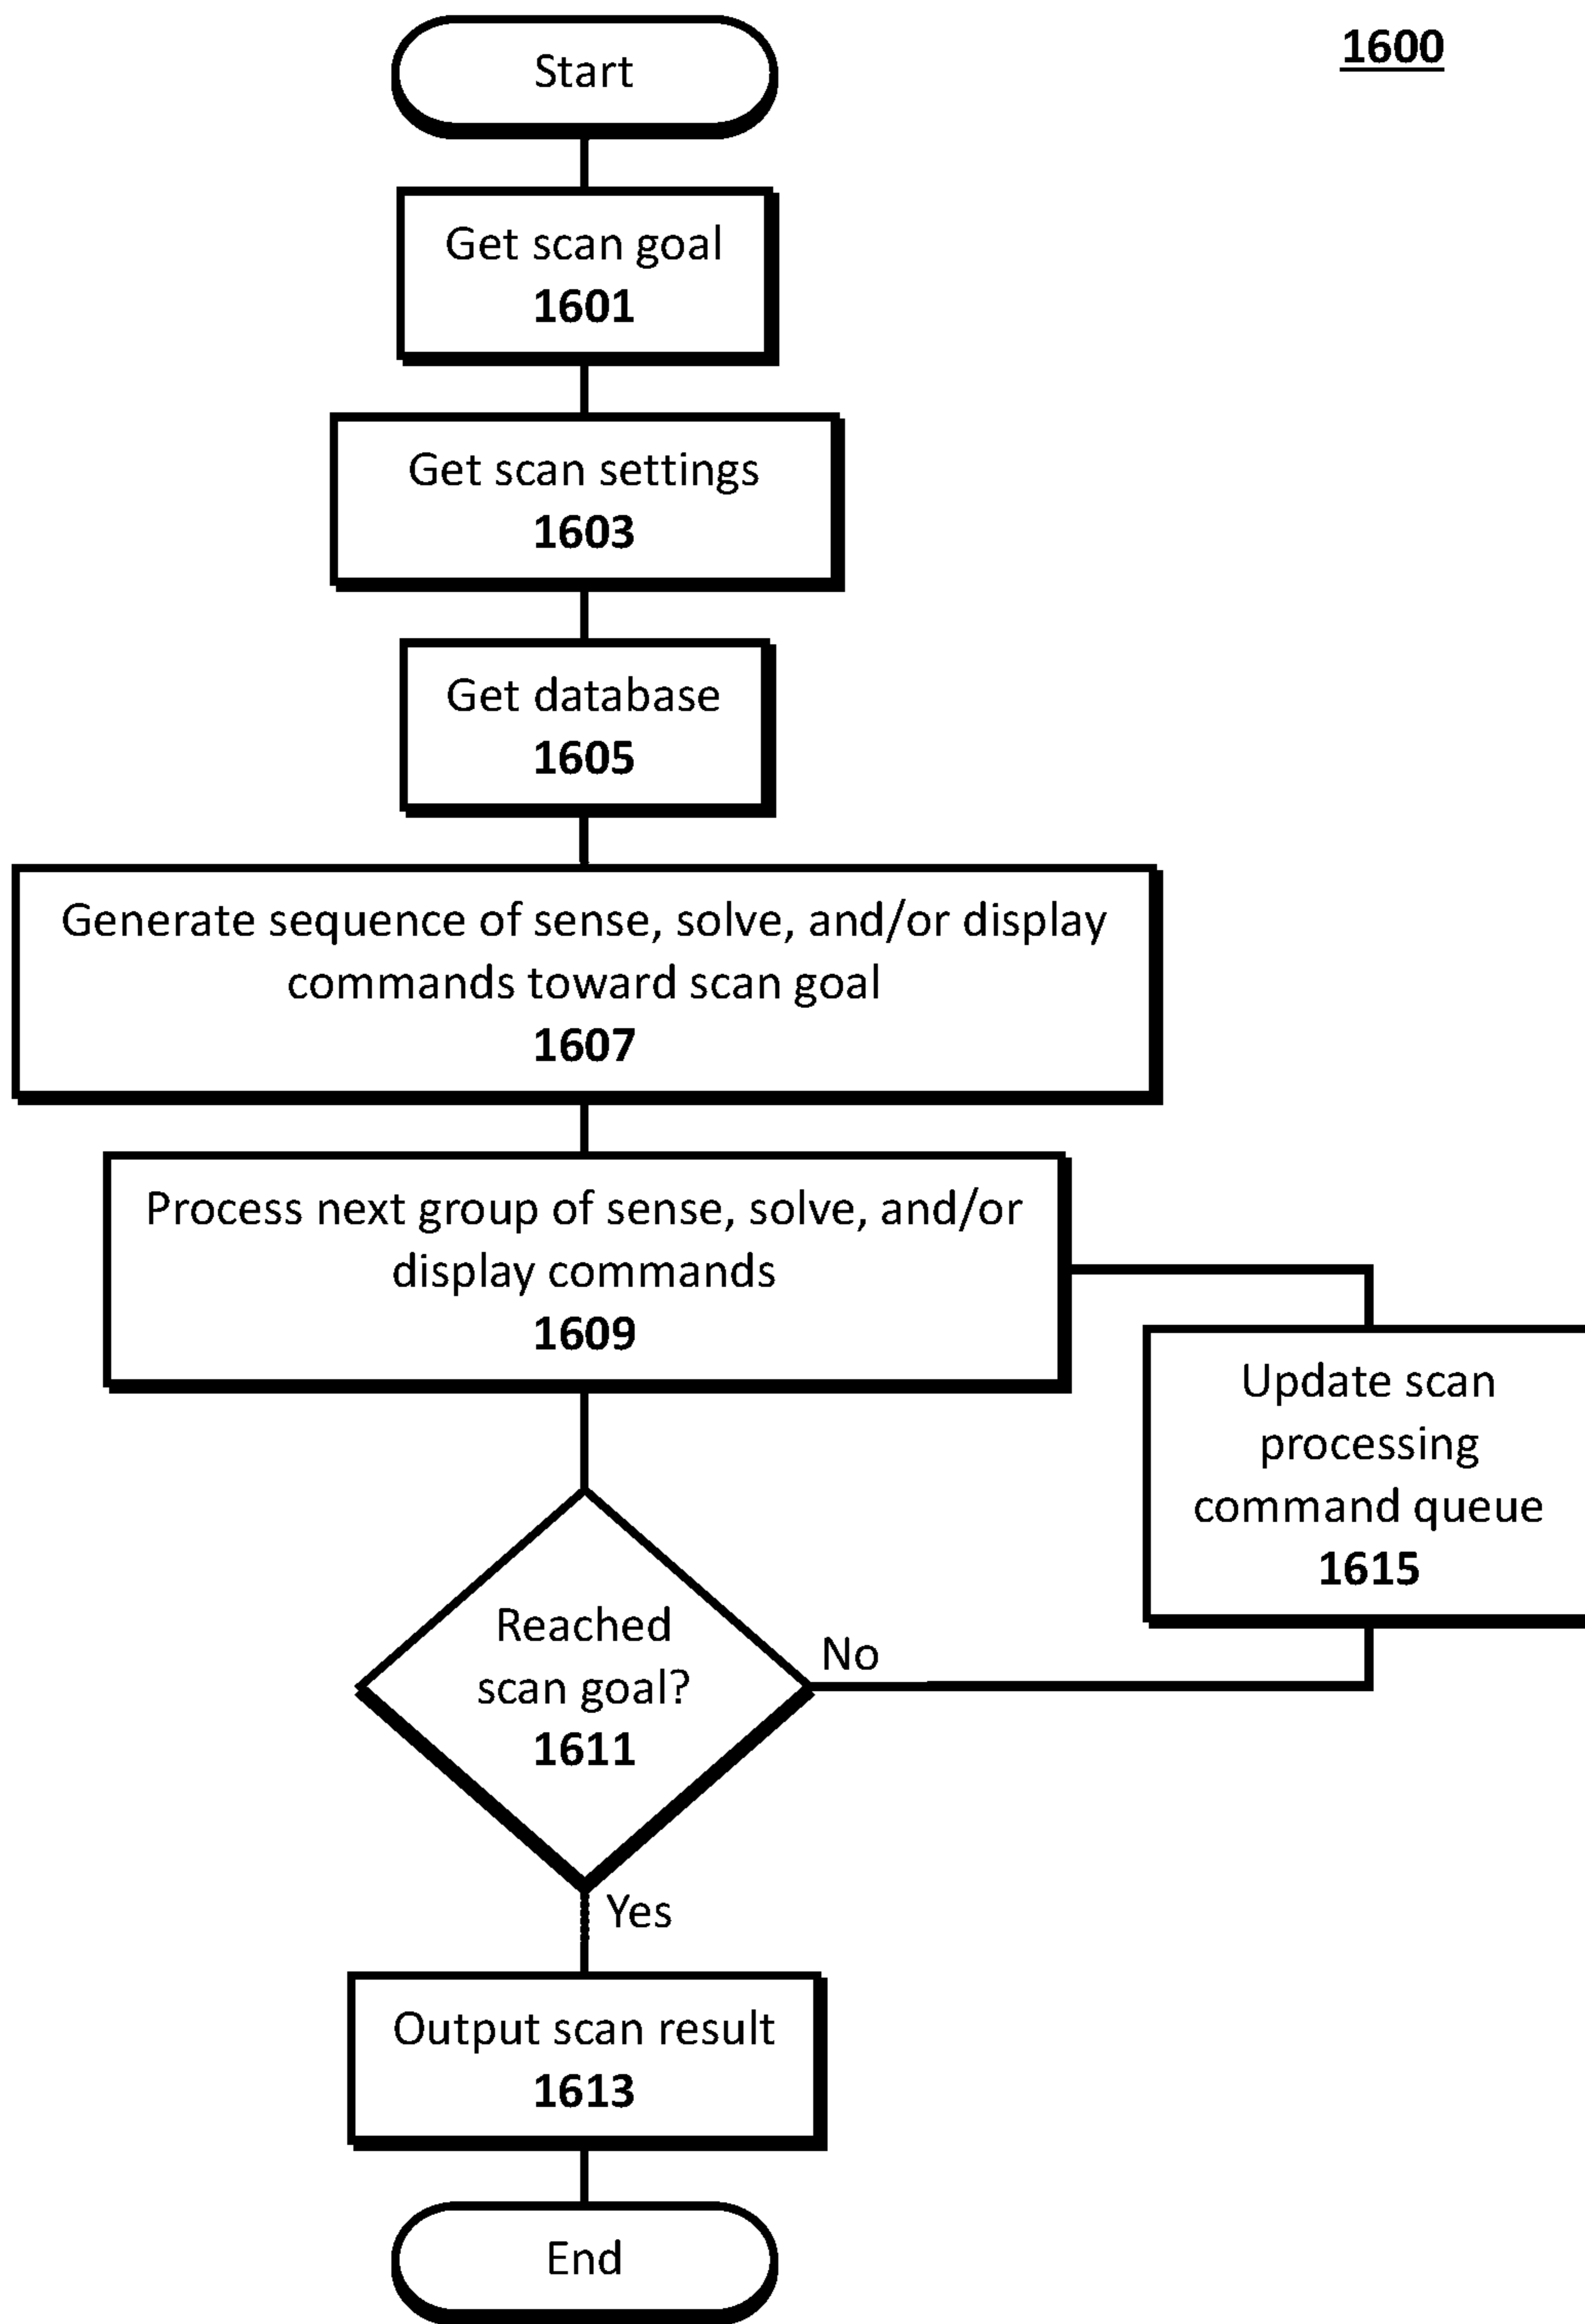 1600
Start
Get scan goal
1601
Get scan settings
1603
Get database
1605
Generate sequence of sense, solve, and/or display
commands toward scan goal
1607
Process next group of sense, solve, and/or
display commands
1609
Update scan
processing
command queue
1615
Reached
scan goal?
1611
No
Yes
Output scan result
1613
End